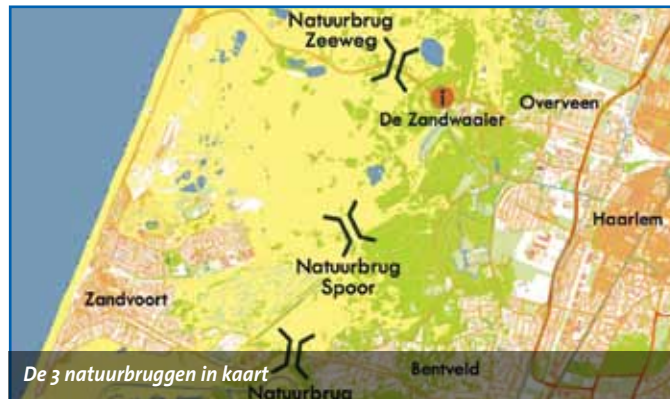 Natuurbrug
Zeeweg
i
De Zandwaaier
Overveen
Haarlem
Natuurbrug
Spoor
Zandvoort
Bentveld
De 3 natuurbruggen in kaart
Natuurbrug